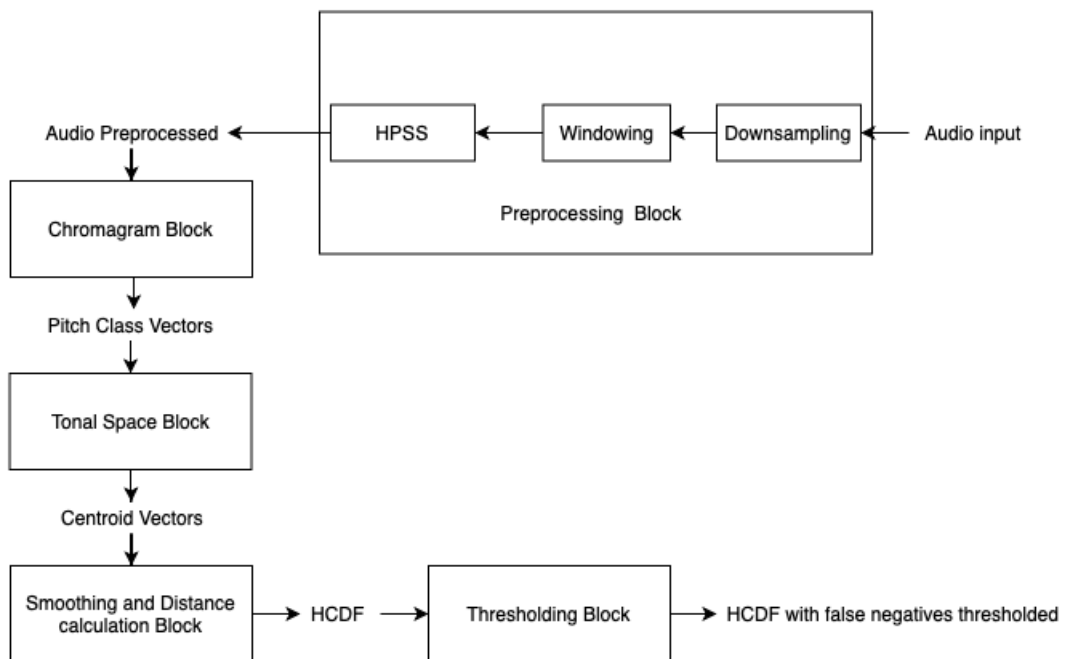 Audio input
Downsampling
Windowing
HPSS
Preprocessing Block
Audio Preprocessed
Chromagram Block
Pitch Class Vectors
Tonal Space Block
Centroid Vectors
Smoothing and Distance
calculation Block
HCDF
Thresholding Block
HCDF with false negatives thresholded